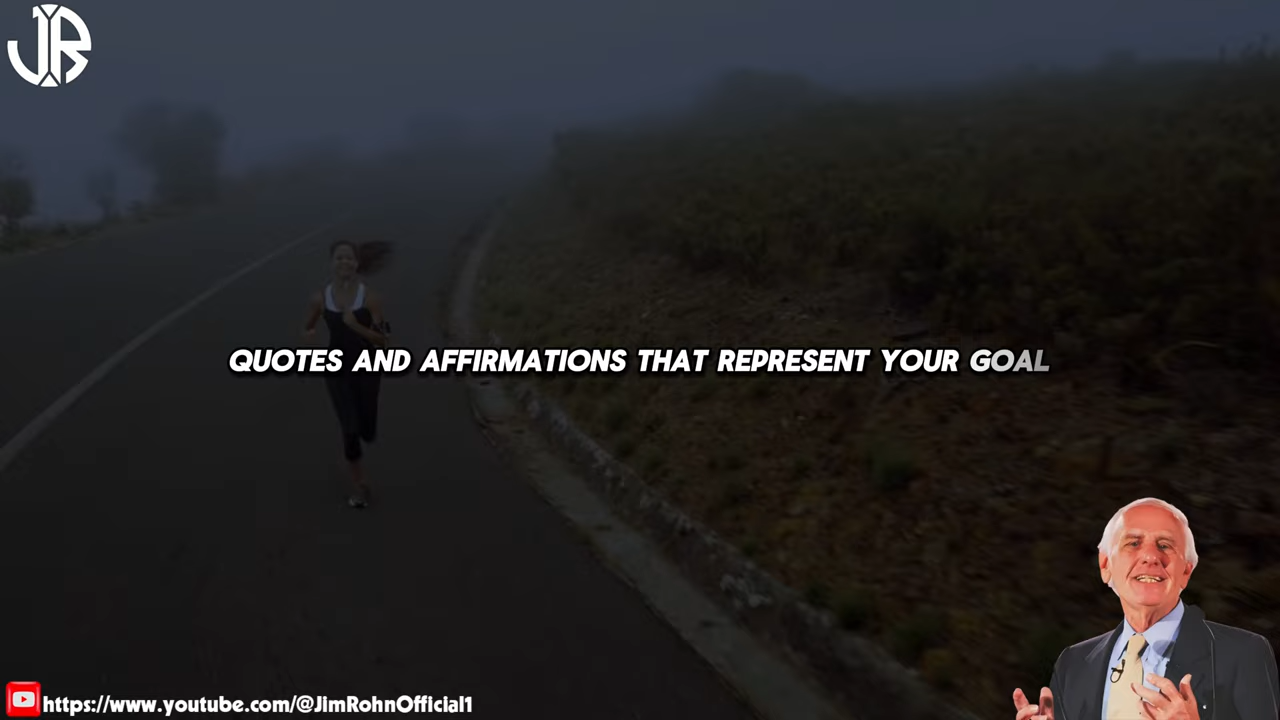 JR
QUOTES AND AFFIRMATIONS THAT REPRESENT YOUR GOAL
https://www.youtube.com/@JimRohnOfficial1